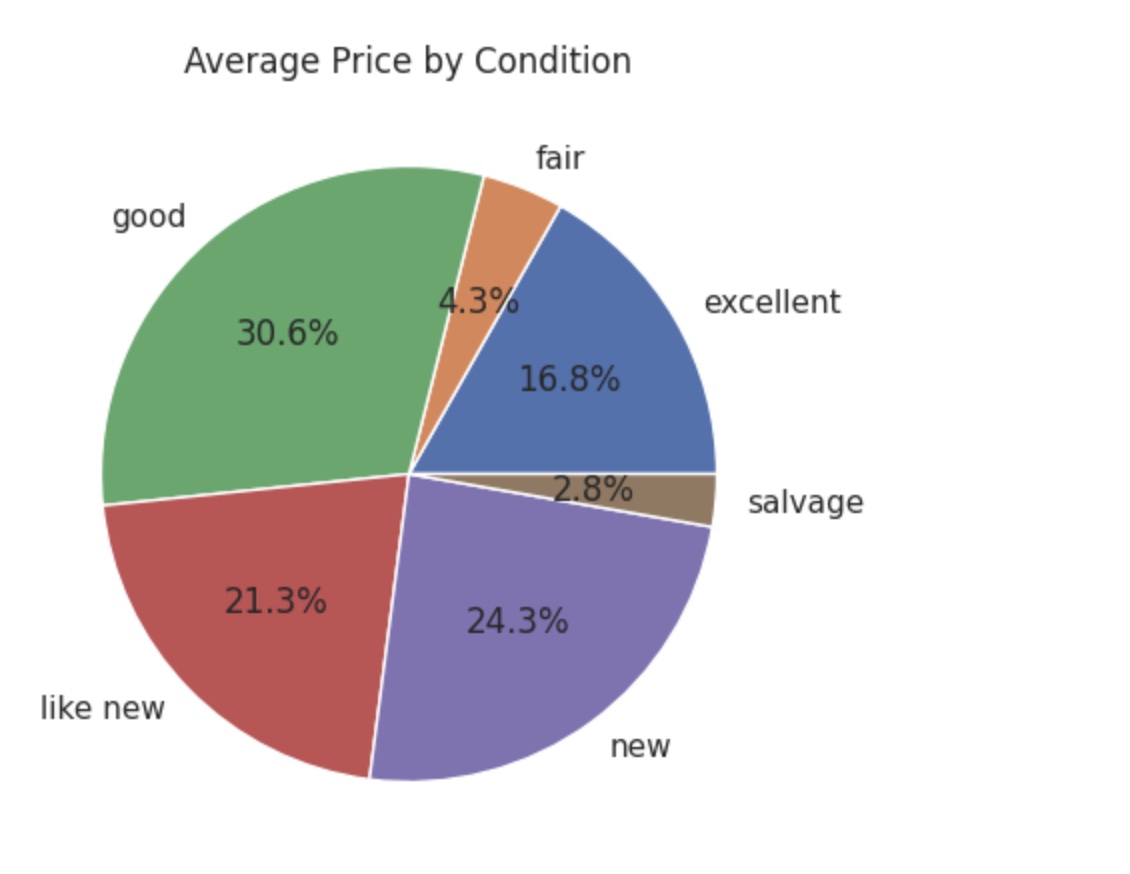 Average Price by Condition
fair
good
excellent
4.3%
30.6%
16.8%
2.8%
salvage
21.3%
24.3%
like new
new